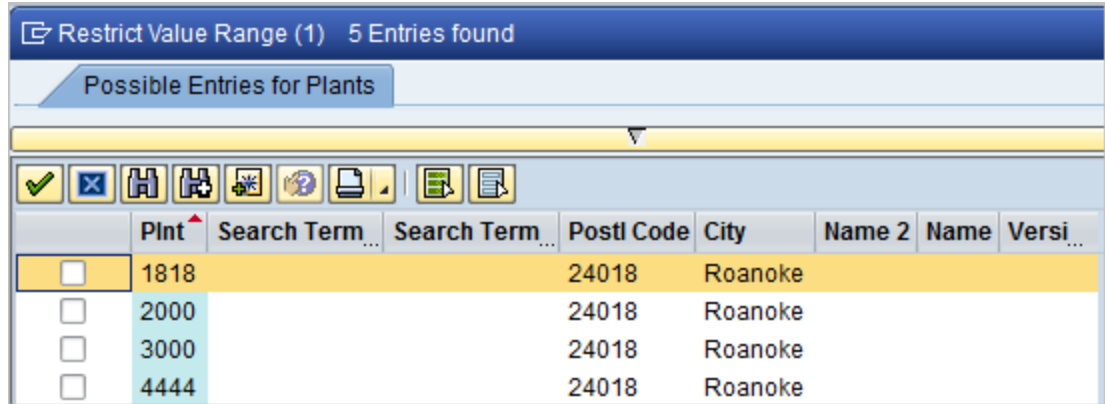 Restrict Value Range (1) 5 Entries found
Possible Entries for Plants
Plnt Search Term... Search Term... Postl Code City Name 2 Name Versi...
1818 24018 Roanoke
2000 24018 Roanoke
3000 24018 Roanoke
4444 24018 Roanoke